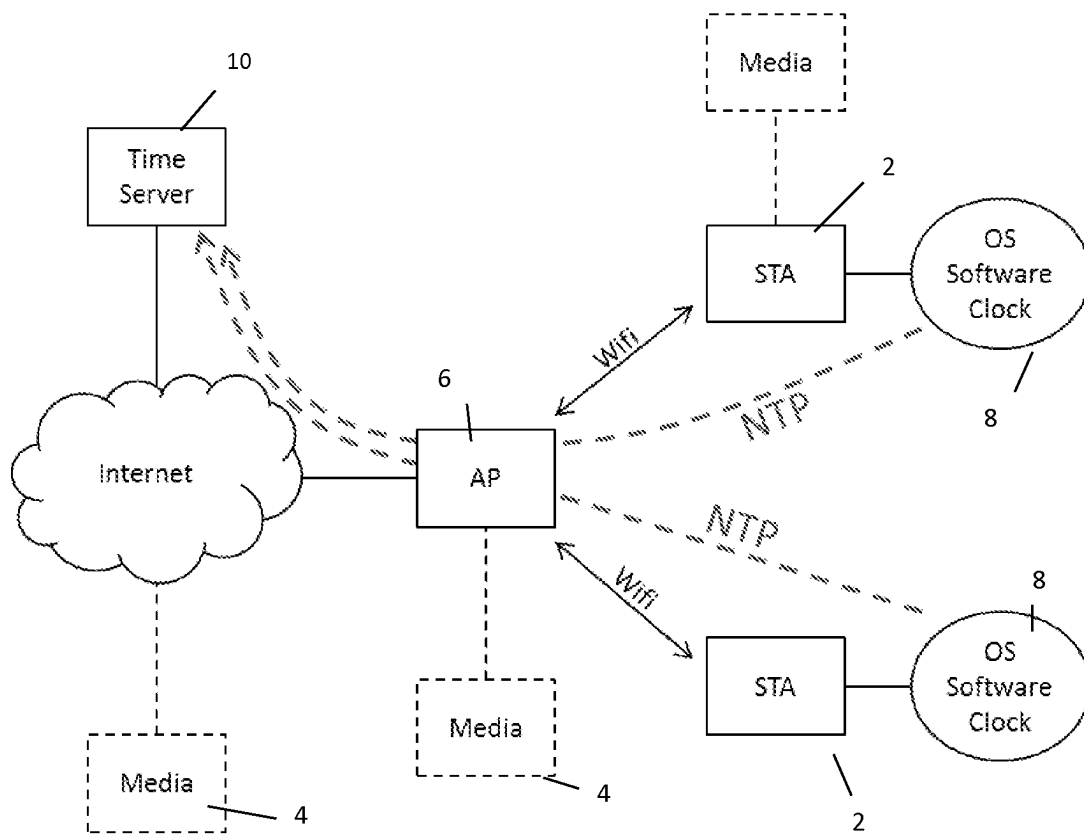 Media
10
Time
Server
2
STA
OS
Software
Clock
Wifi
8
NTP
6
Internet
AP
NTP
Wifi
8
STA
OS
Software
Clock
Media
4
Media
4
2